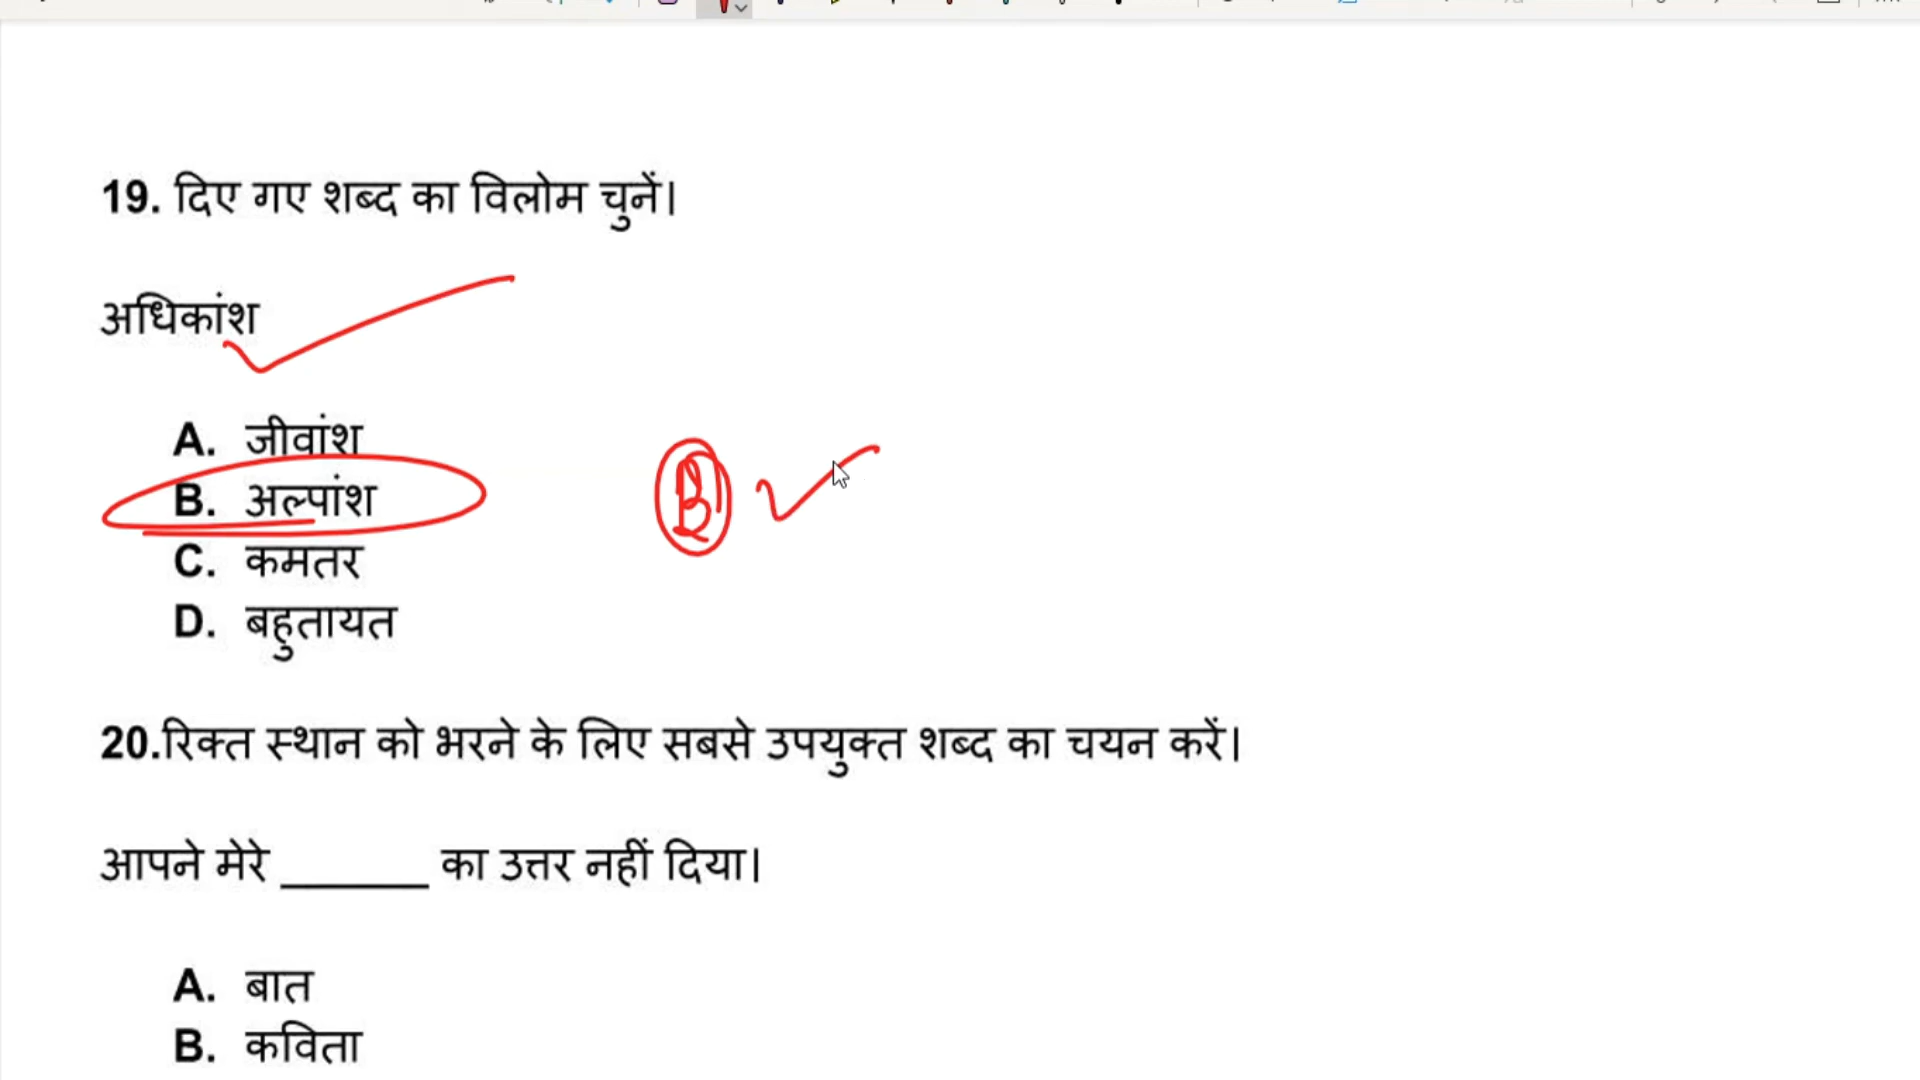 19. दिए गए शब्द का विलोम चुनें।
अधिकांश
A. जीवांश
B. अल्पांश
B
C. कमतर
D. बहुतायत
20.रिक्त स्थान को भरने के लिए सबसे उपयुक्त शब्द का चयन करें।
आपने मेरे ______ का उत्तर नहीं दिया।
A. बात
B. कविता